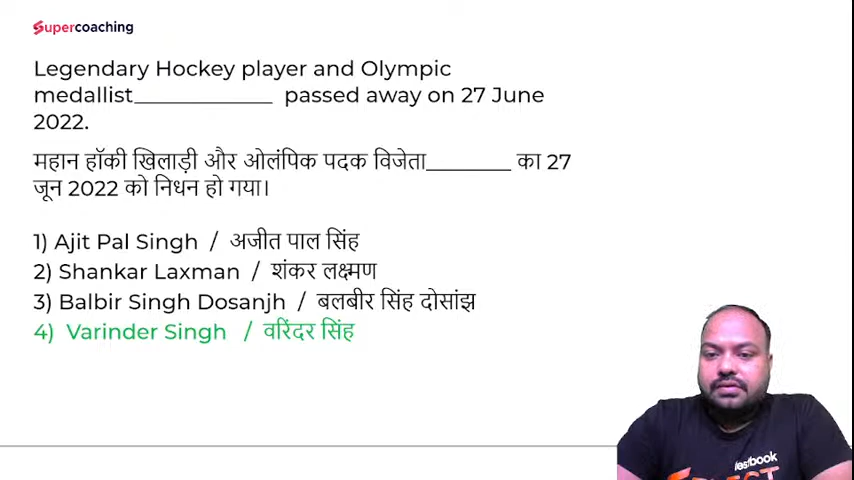 Supercoaching
Legendary Hockey player and Olympic
medallist____________ passed away on 27 June
2022.
महान हॉकी खिलाड़ी और ओलंपिक पदक विजेता________ का 27
जून 2022 को निधन हो गया।
1) Ajit Pal Singh / अजीत पाल सिंह
2) Shankar Laxman / शंकर लक्ष्मण
3) Balbir Singh Dosanjh / बलबीर सिंह दोसांझ
4) Varinder Singh / वरिंदर सिंह
testbook